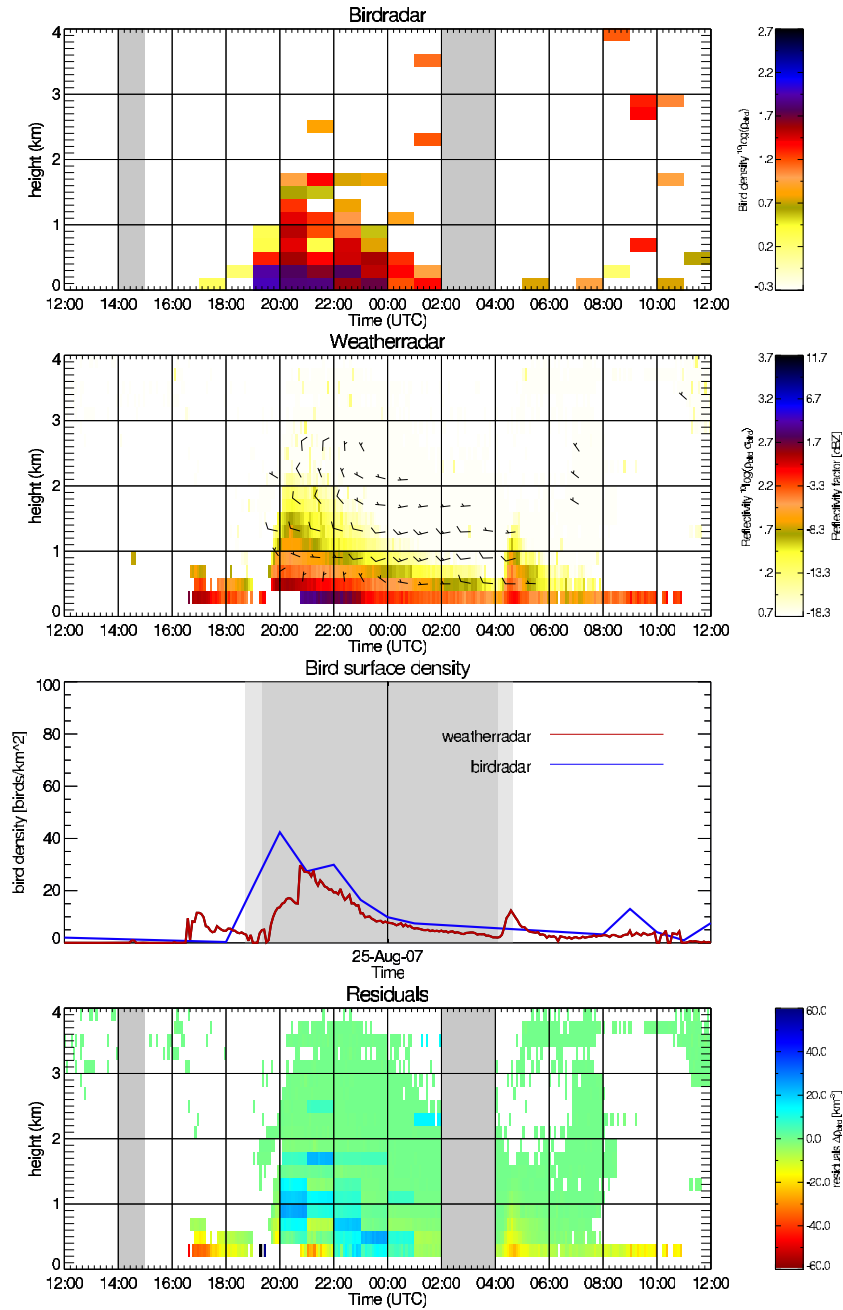 Birdradar
4
3
2
1
0
height (km)
12:00 14:00 16:00 18:00 20:00 22:00 00:00 02:00 04:00 06:00 08:00 10:00 12:00
Time (UTC)
2.7
2.2
1.7
1.2
0.7
0.2
-0.3
Weatherradar
4
3
2
1
0
height (km)
12:00 14:00 16:00 18:00 20:00 22:00 00:00 02:00 04:00 06:00 08:00 10:00 12:00
Time (UTC)
3.7 11.7
3.2 6.7
2.7 1.7
2.2 -3.3
1.7 -8.3
1.2 -13.3
0.7 -18.3
Reflectivity factor [dBZ]
Bird surface density
100
80
60
40
20
0
bird density [birds/km^2]
weatherradar
birdradar
25-Aug-07
Time
Residuals
4
3
2
1
0
height (km)
12:00 14:00 16:00 18:00 20:00 22:00 00:00 02:00 04:00 06:00 08:00 10:00 12:00
Time (UTC)
60.0
40.0
20.0
0.0
-20.0
-40.0
-60.0